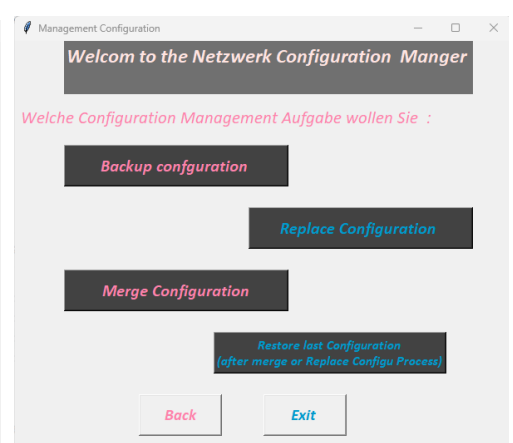 Management Configuration
Welcom to the Netzwerk Configuration Manger
Welche Configuration Management Aufgabe wollen Sie :
Backup confguration
Replace Configuration
Merge Configuration
Restore last Configuration
(after merge or Replace Configu Process)
Back
Exit